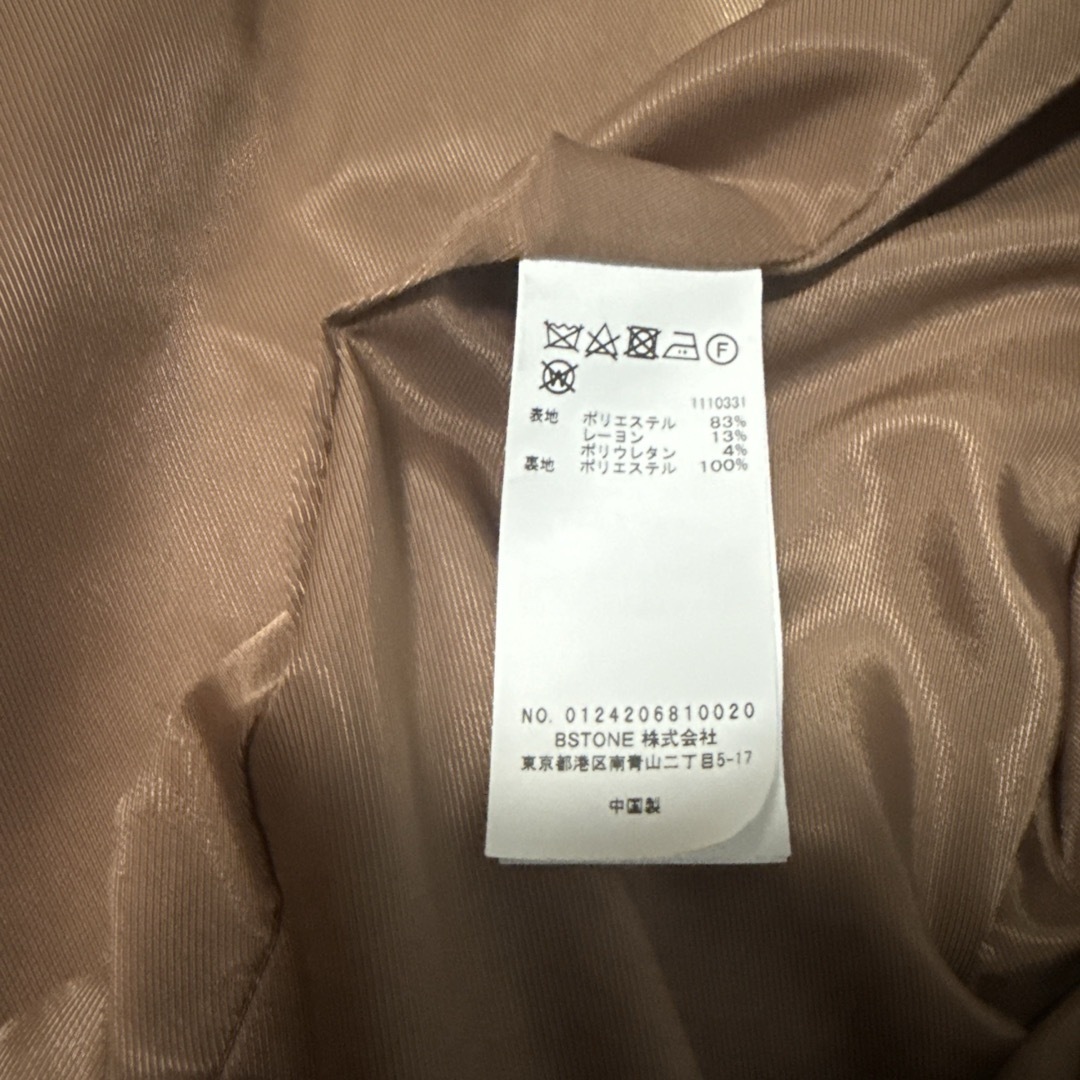 F
W
1110331
表地 ポリエステル 83%
レーヨン 13%
ポリウレタン 4%
裏地 ポリエステル 100%
NO. 0124206810020
BSTONE 株式会社
東京都港区南青山二丁目5-17
中国製